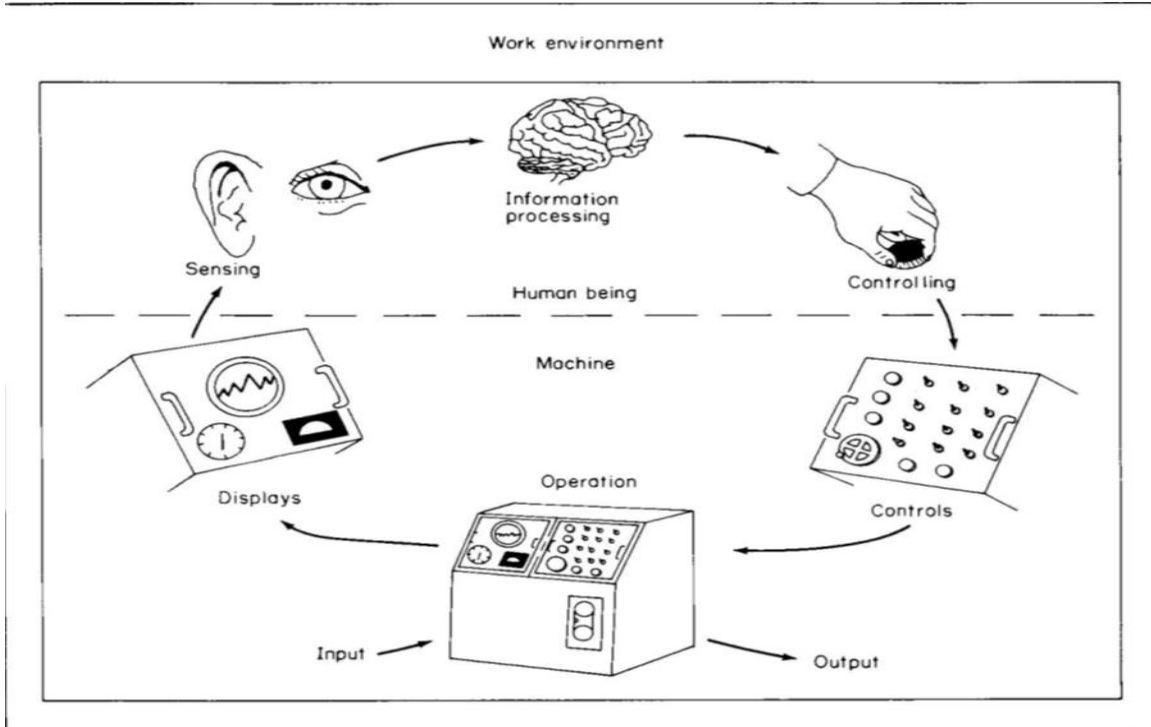 Work environment
Information
processing
Sensing
Controlling
Human being
Machine
Operation
Displays
Controls
Input
Output